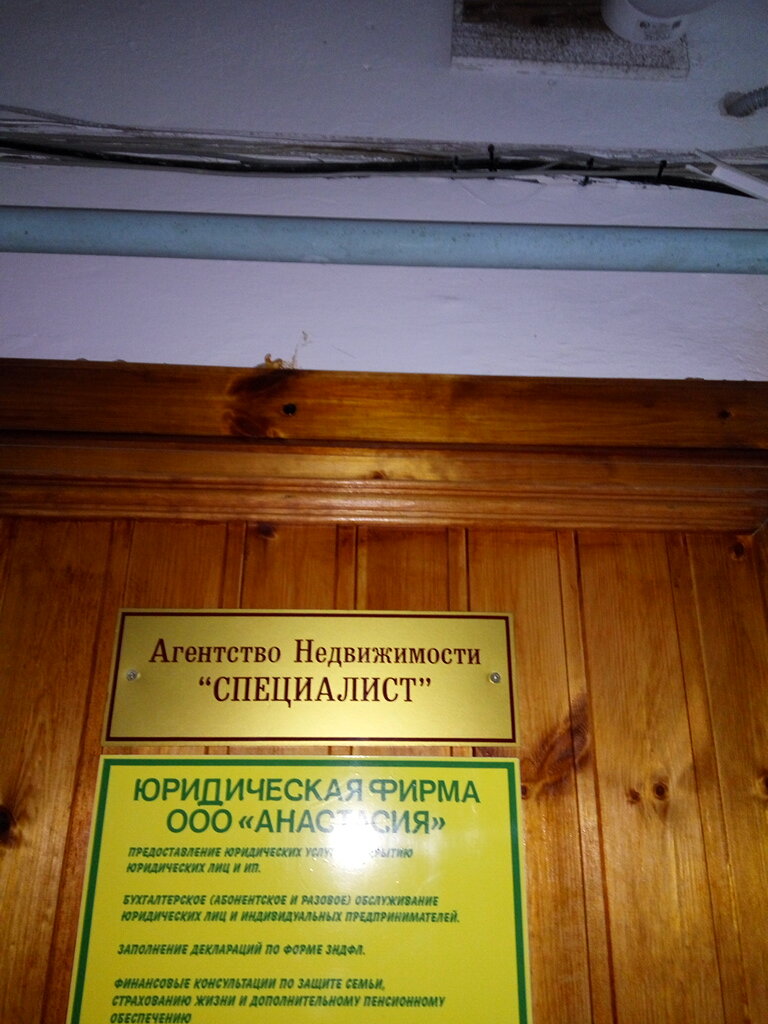 Агентство Недвижимости
“СПЕЦИАЛИСТ”
ЮРИДИЧЕСКАЯ ФИРМА
ООО «АНАСТАСИЯ»
ПРЕДОСТАВЛЕНИЕ ЮРИДИЧЕСКИХ
ЮРИДИЧЕСКИХ ЛИЦ И ИП.
БУХГАЛТЕРСКОЕ (АБОНЕНТСКОЕ И РАЗОВОЕ) ОБСЛУЖИВАНИЕ
ЮРИДИЧЕСКИХ ЛИЦ И ИНДИВИДУАЛЬНЫХ ПРЕДПРИНИМАТЕЛЕЙ.
ЗАПОЛНЕНИЕ ДЕКЛАРАЦИЙ ПО ФОРМЕ 3НДФЛ.
ФИНАНСОВЫЕ КОНСУЛЬТАЦИИ ПО ЗАЩИТЕ СЕМЬИ,
СТРАХОВАНИЮ ЖИЗНИ И ДОПОЛНИТЕЛЬНОМУ ПЕНСИОННОМУ
ОБЕСПЕЧЕНИЮ